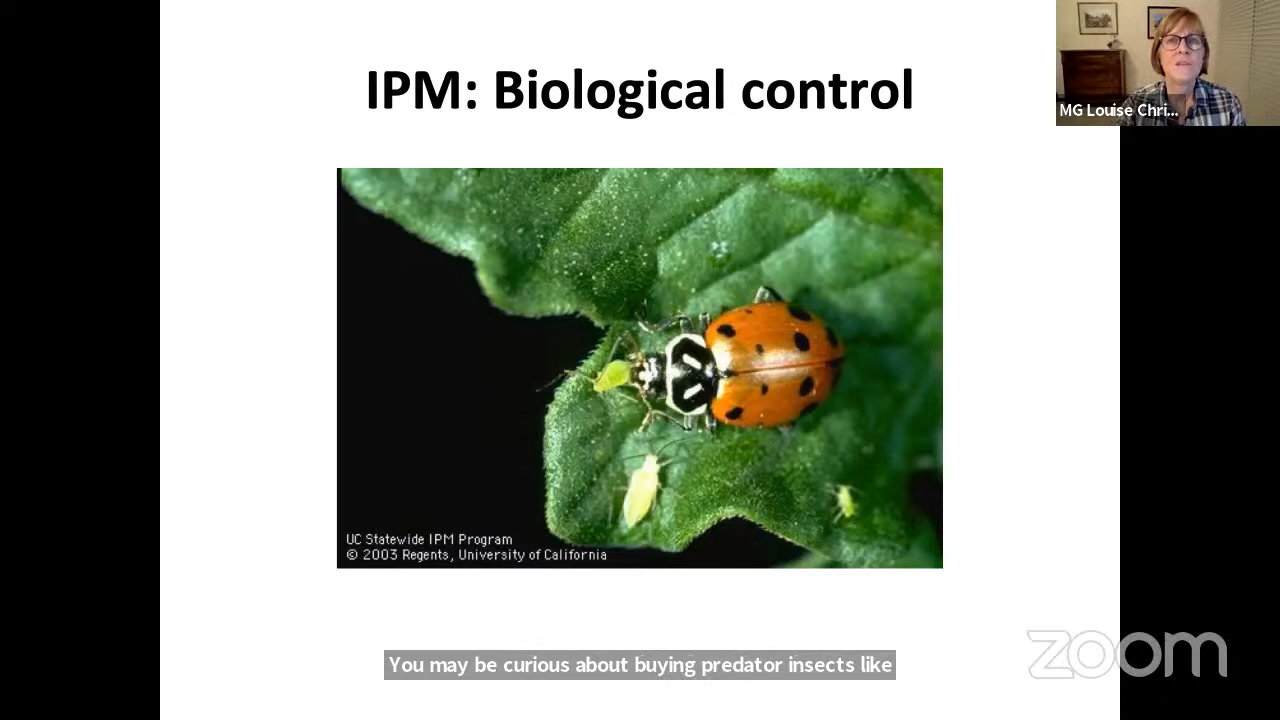 IPM: Biological control
MG Louise Chri...
UC Statewide IPM Program
© 2003 Regents, University of California
You may be curious about buying predator insects like
zoom